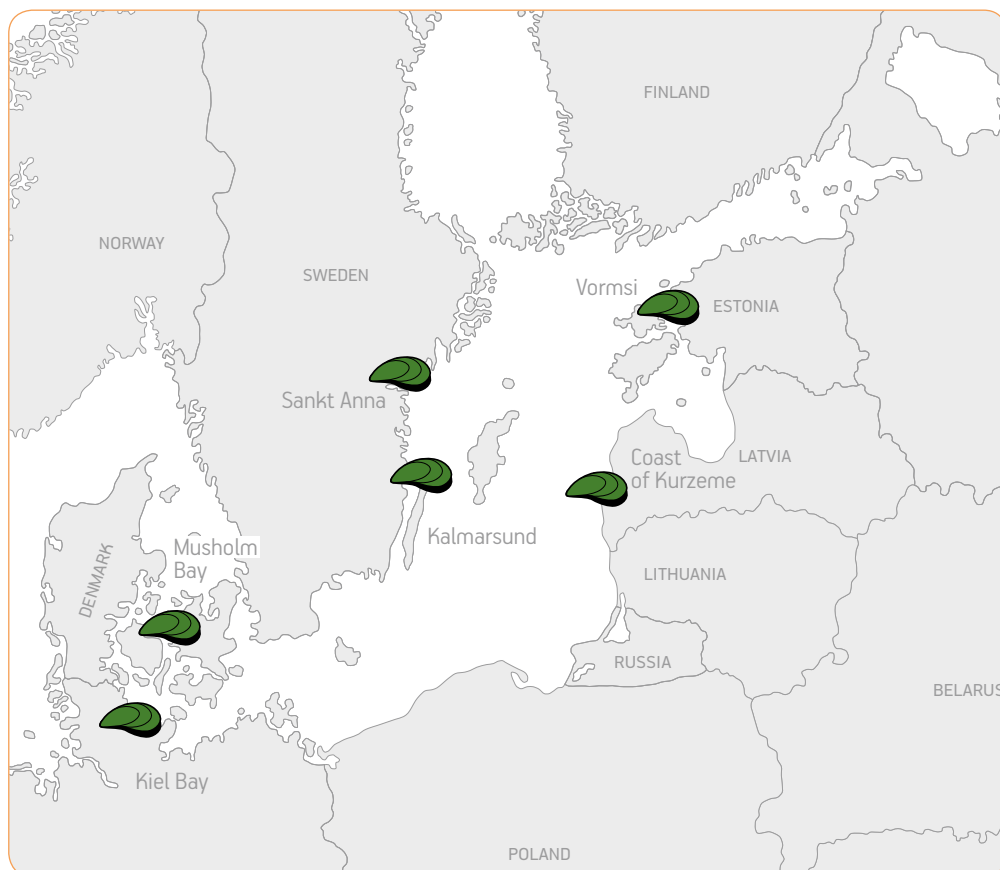 FINLAND
NORWAY
SWEDEN
Vormsi
ESTONIA
Sankt Anna
Coast
of Kurzeme
LATVIA
Kalmarsund
Musholm
Bay
DENMARK
LITHUANIA
RUSSIA
BELARUS
Kiel Bay
POLAND